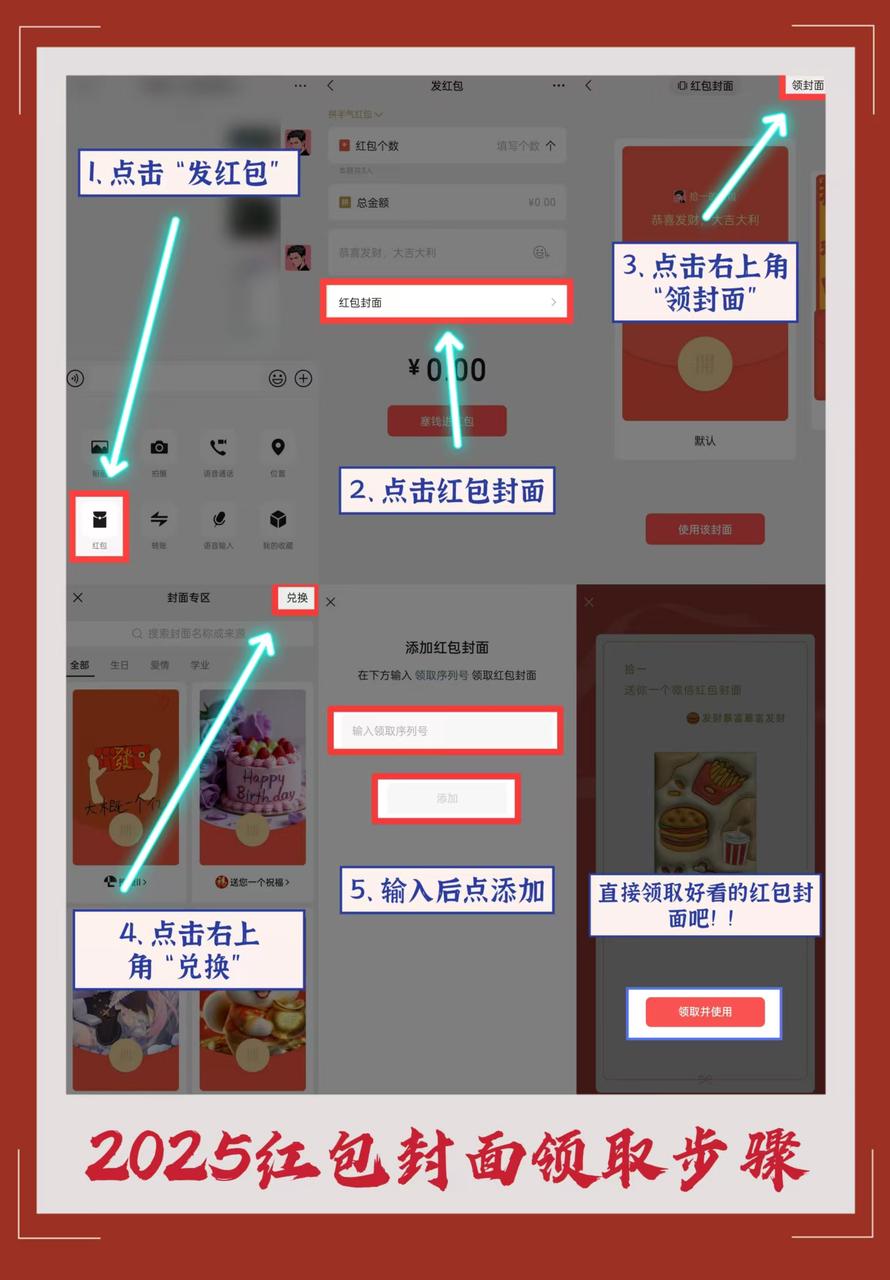 1.点击“发红包”
拍摄
语音通话
位置
红包
转账
语音输入
我的收藏
发红包
拼手气红包
红包个数
填写个数
总金额
¥0.00
恭喜发财，大吉大利
红包封面
¥ 0.00
2.点击红包封面
红包封面
领封面
恭喜发财，大吉大利
3.点击右上角
“领封面”
默认
使用该封面
封面专区
兑换
搜索封面名称或来源
全部
生日
爱情
学业
發
Happy
Birthday
送您一个祝福
4.点击右上
角“兑换”
添加红包封面
在下方输入 领取序列号 领取红包封面
输入领取序列号
添加
5.输入后点添加
拾一
送你一个微信红包封面
发财暴富暴富发财
直接领取好看的红包封
面吧！！
领取并使用
2025红包封面领取步骤